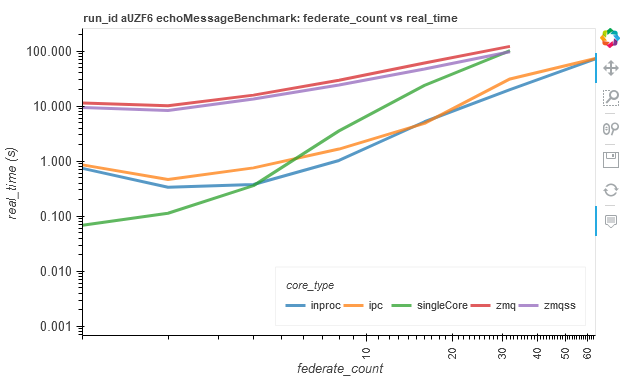 run_id aUZF6 echoMessageBenchmark: federate_count vs real_time
100.000
10.000
1.000
0.100
0.010
0.001
real_time (s)
core_type
inproc ipc singleCore zmq zmqss
10 20 30 40 50 60
federate_count